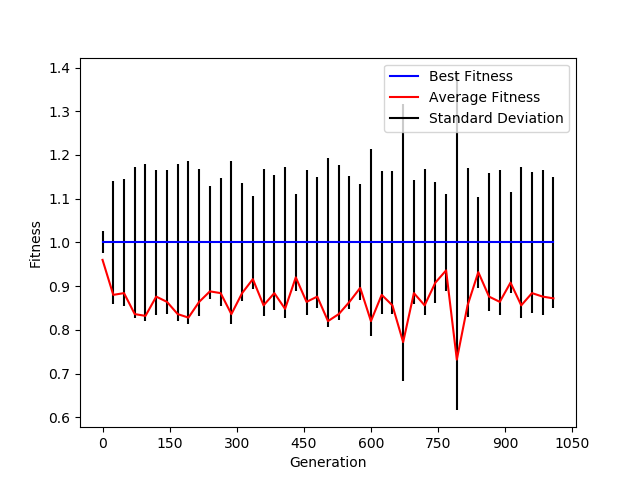 1.4
1.3
1.2
1.1
1.0
0.9
0.8
0.7
0.6
Fitness
Best Fitness
Average Fitness
Standard Deviation
0 150 300 450 600 750 900 1050
Generation